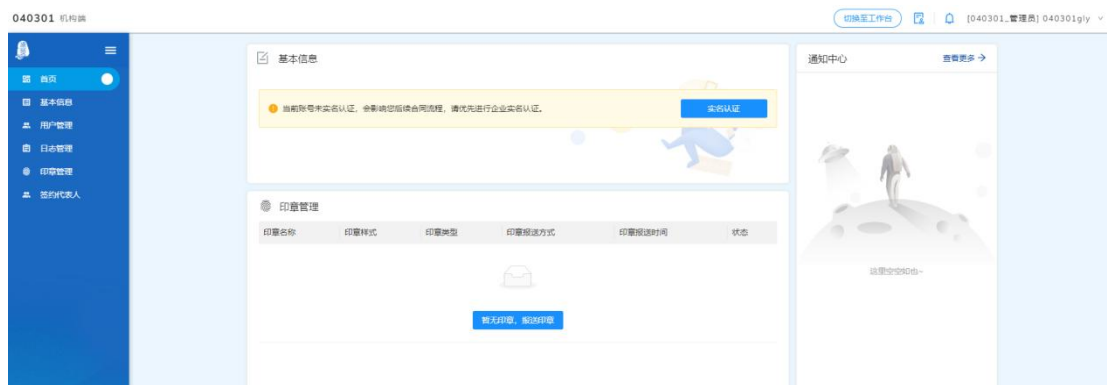 040301 机构端
切换至工作台
[040301_管理员] 040301gly
首页
基本信息
用户管理
日志管理
印章管理
签约代表人
基本信息
当前账号未实名认证，会影响您后续合同流程，请优先进行企业实名认证。
实名认证
印章管理
印章名称 印章样式 印章类型 印章报送方式 印章报送时间 状态
暂无印章，报送印章
通知中心 查看更多 →
这里空空如也~